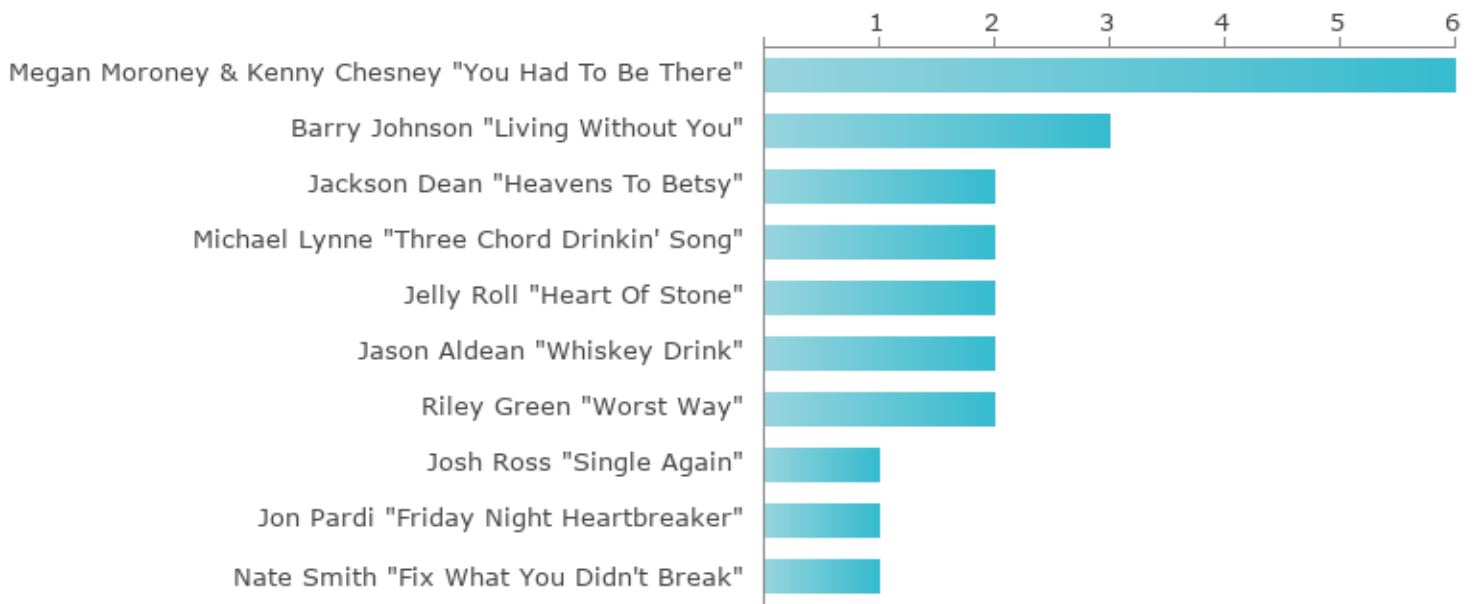 1 2 3 4 5 6
Megan Moroney & Kenny Chesney "You Had To Be There"
Barry Johnson "Living Without You"
Jackson Dean "Heavens To Betsy"
Michael Lynne "Three Chord Drinkin' Song"
Jelly Roll "Heart Of Stone"
Jason Aldean "Whiskey Drink"
Riley Green "Worst Way"
Josh Ross "Single Again"
Jon Pardi "Friday Night Heartbreaker"
Nate Smith "Fix What You Didn't Break"